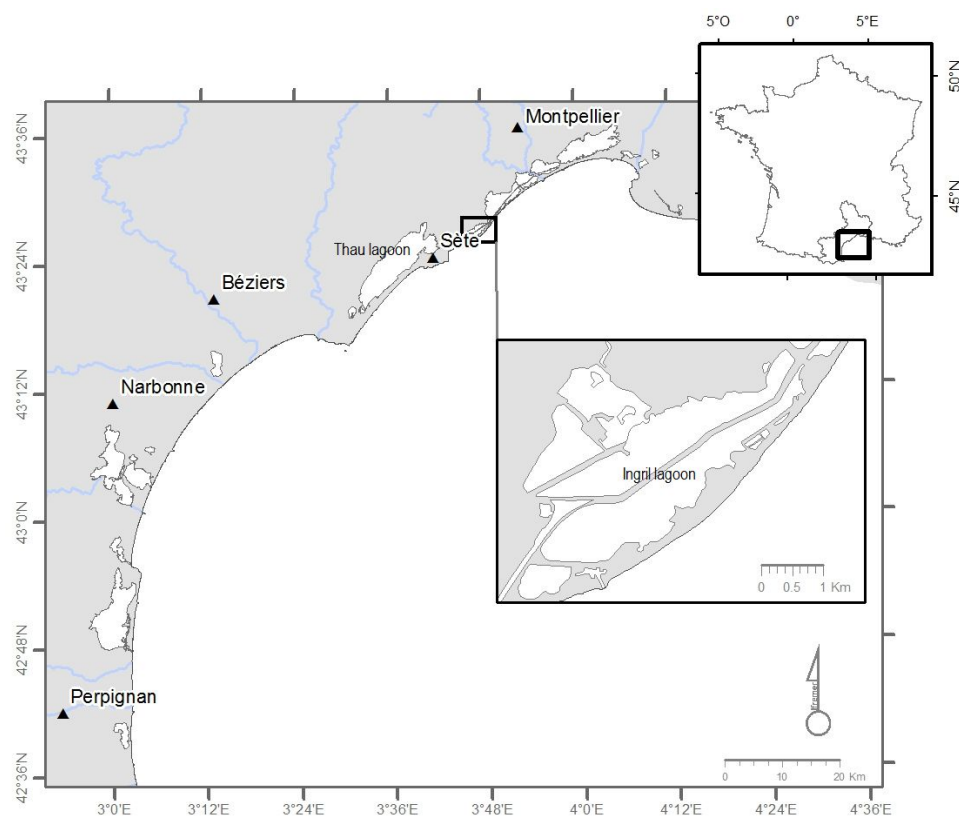 5°O 0° 5°E
50°N
45°N
Montpellier
43°36'N
Sète
Thau lagoon
43°24'N
Béziers
Narbonne
43°12'N
Ingril lagoon
43°0'N
0 0.5 1 Km
42°48'N
Perpignan
Ifremer
0 10 20 Km
42°36'N
3°0'E 3°12'E 3°24'E 3°36'E 3°48'E 4°0'E 4°12'E 4°24'E 4°36'E